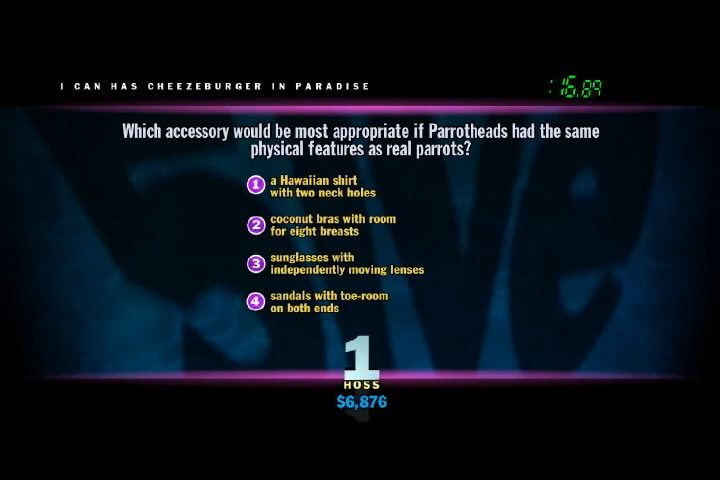 I CAN HAS CHEEZEBURGER IN PARADISE
:16.89
Which accessory would be most appropriate if Parrotheads had the same
physical features as real parrots?
1 a Hawaiian shirt
with two neck holes
2 coconut bras with room
for eight breasts
3 sunglasses with
independently moving lenses
4 sandals with toe-room
on both ends
1
HOSS
$6,876